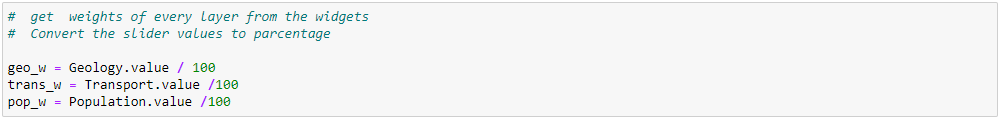 #  get  weights of every layer from the widgets
#  Convert the slider values to parcentage
geo_w = Geology.value / 100
trans_w = Transport.value /100
pop_w = Population.value /100